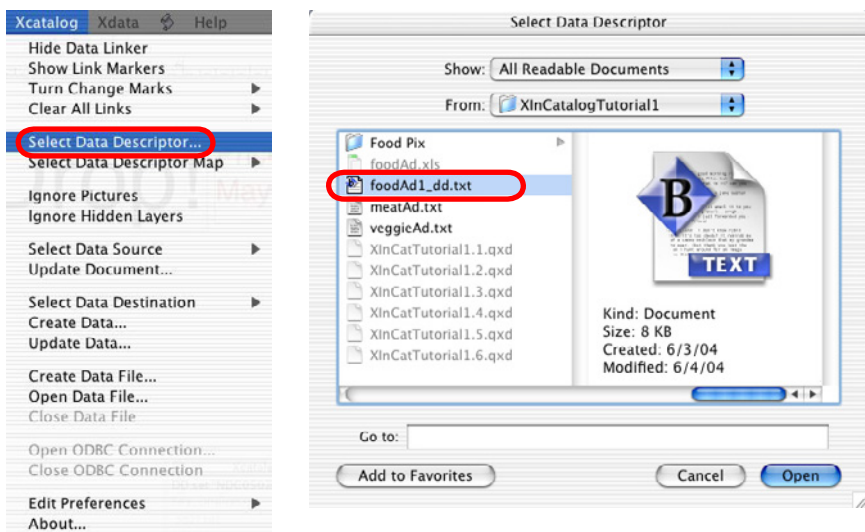 Xcatalog Xdata Help
Hide Data Linker
Show Link Markers
Turn Change Marks
Clear All Links
Select Data Descriptor...
Select Data Descriptor Map
Ignore Pictures
Ignore Hidden Layers
Select Data Source
Update Document...
Select Data Destination
Create Data...
Update Data...
Create Data File...
Open Data File...
Close Data File
Open ODBC Connection...
Close ODBC Connection
Edit Preferences
About...
Select Data Descriptor
Show: All Readable Documents
From: XInCatalogTutorial1
Food Pix
foodAd.xls
foodAd1_dd.txt
meatAd.txt
veggieAd.txt
XInCatTutorial1.1.qxd
XInCatTutorial1.2.qxd
XInCatTutorial1.3.qxd
XInCatTutorial1.4.qxd
XInCatTutorial1.5.qxd
XInCatTutorial1.6.qxd
B
TEXT
Kind: Document
Size: 8 KB
Created: 6/3/04
Modified: 6/4/04
Go to:
Add to Favorites Cancel Open